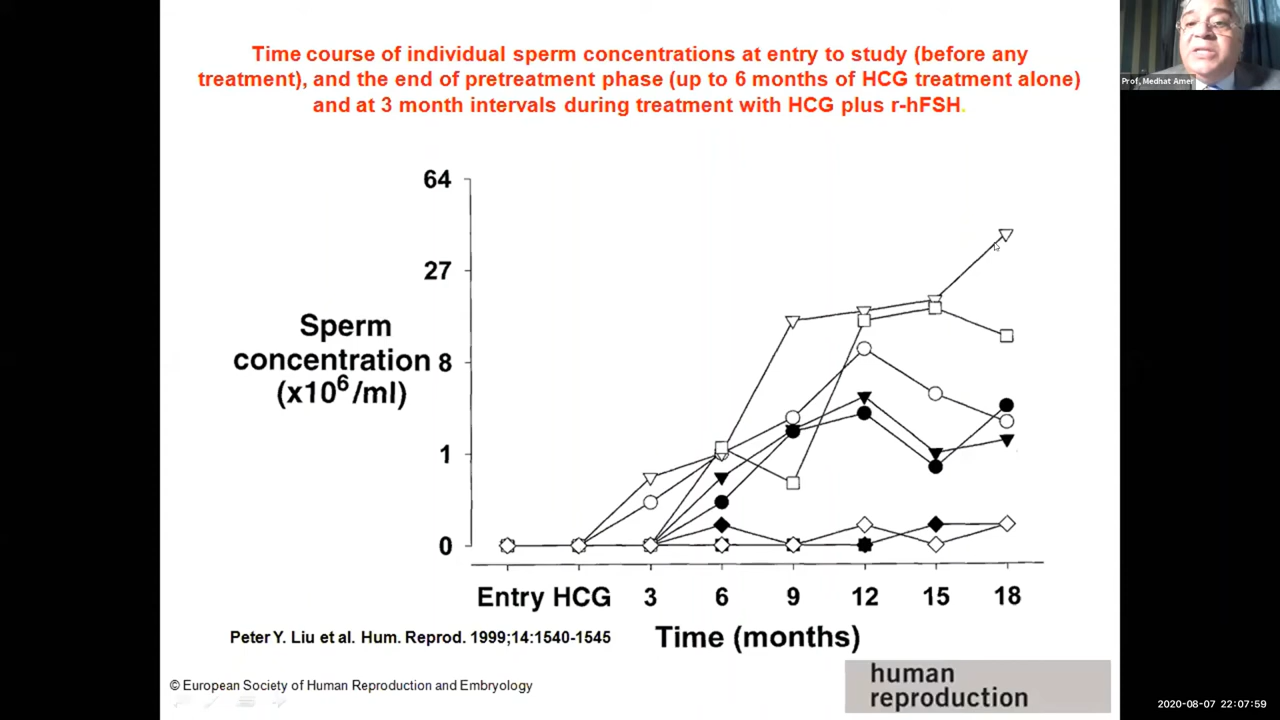 Time course of individual sperm concentrations at entry to study (before any
treatment), and the end of pretreatment phase (up to 6 months of HCG treatment alone)
and at 3 month intervals during treatment with HCG plus r-hFSH.
Prof, Medhat Amer
64
27
8
1
0
Sperm
concentration
(x10⁶/ml)
Entry HCG 3 6 9 12 15 18
Time (months)
Peter Y. Liu et al. Hum. Reprod. 1999;14:1540-1545
© European Society of Human Reproduction and Embryology
human
reproduction
2020-08-07 22:07:59